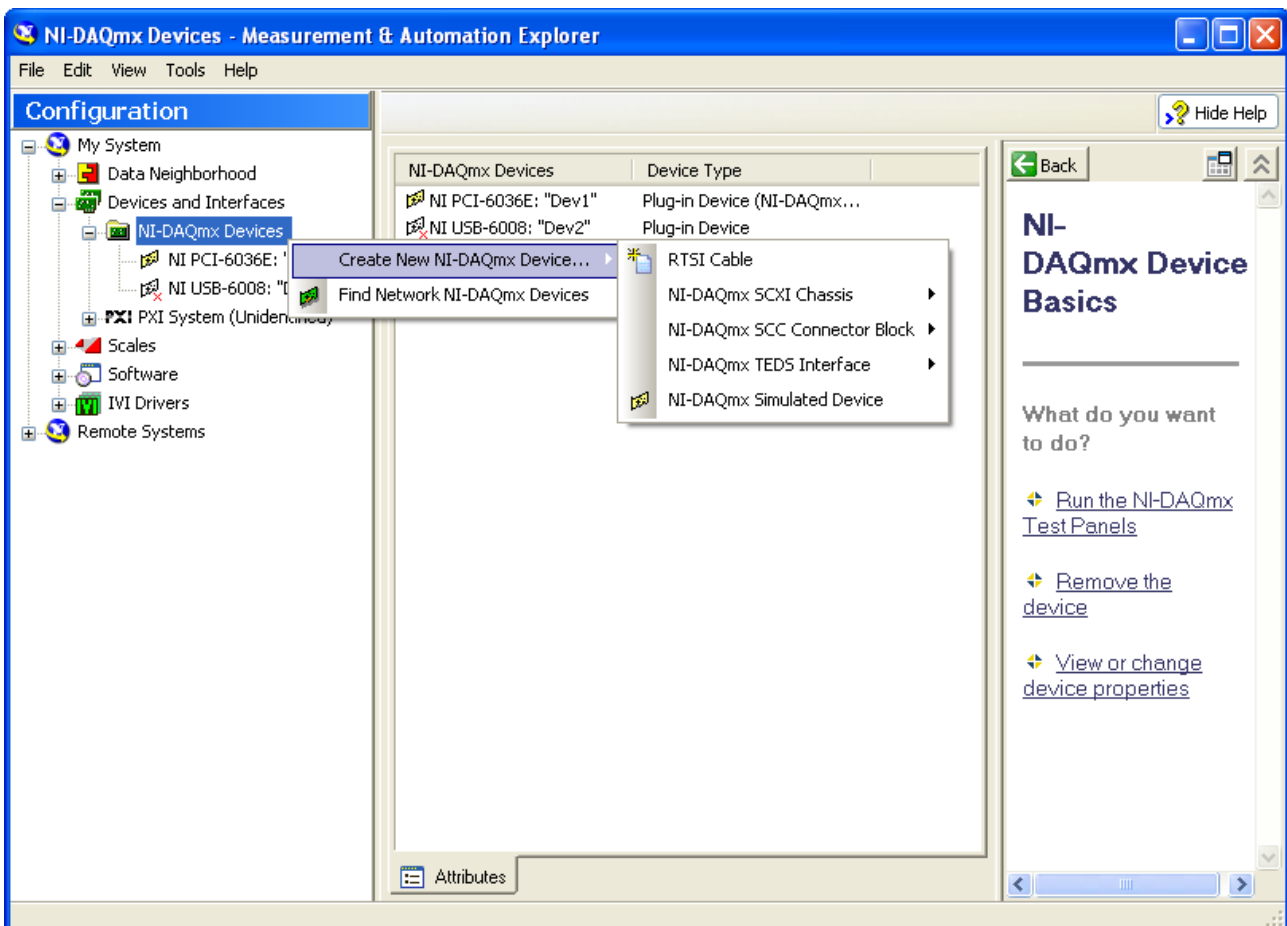 NI-DAQmx Devices - Measurement & Automation Explorer
File Edit View Tools Help
Configuration
Hide Help
My System
Data Neighborhood
Devices and Interfaces
NI-DAQmx Devices
NI PCI-6036E:
NI USB-6008:
PXI PXI System
Scales
Software
IVI Drivers
Remote Systems
NI-DAQmx Devices Device Type
NI PCI-6036E: "Dev1" Plug-in Device (NI-DAQmx...
NI USB-6008: "Dev2" Plug-in Device
Create New NI-DAQmx Device...
Find Network NI-DAQmx Devices
RTSI Cable
NI-DAQmx SCXI Chassis
NI-DAQmx SCC Connector Block
NI-DAQmx TEDS Interface
NI-DAQmx Simulated Device
Attributes
Back
NI-
DAQmx Device
Basics
What do you want
to do?
Run the NI-DAQmx
Test Panels
Remove the
device
View or change
device properties